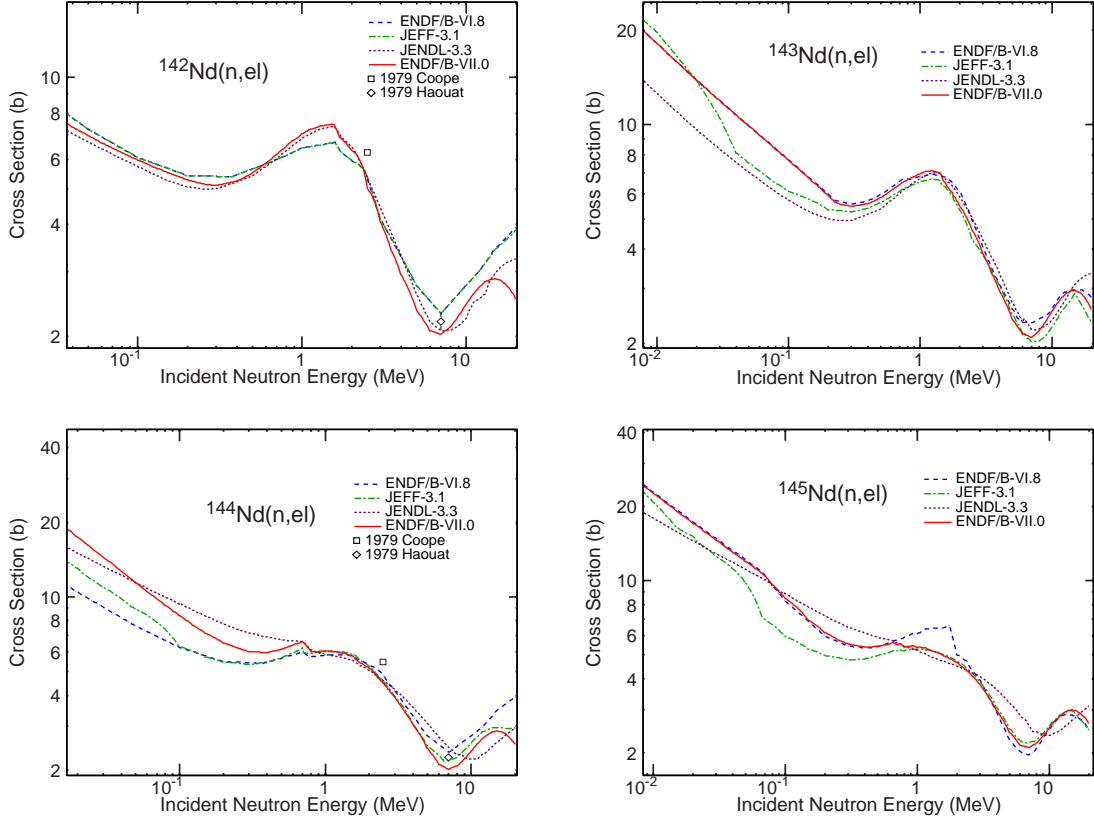 ¹⁴²Nd(n,el)
ENDF/B-VI.8
JEFF-3.1
JENDL-3.3
ENDF/B-VII.0
1979 Coope
1979 Haouat
Cross Section (b)
10
6
4
2
10⁻¹
1
10
Incident Neutron Energy (MeV)
¹⁴³Nd(n,el)
ENDF/B-VI.8
JEFF-3.1
JENDL-3.3
ENDF/B-VII.0
Cross Section (b)
20
10
6
4
2
10⁻²
10⁻¹
1
10
Incident Neutron Energy (MeV)
¹⁴⁴Nd(n,el)
ENDF/B-VI.8
JEFF-3.1
JENDL-3.3
ENDF/B-VII.0
1979 Coope
1979 Haouat
Cross Section (b)
40
20
10
6
4
2
10⁻¹
1
10
Incident Neutron Energy (MeV)
¹⁴⁵Nd(n,el)
ENDF/B-VI.8
JEFF-3.1
JENDL-3.3
ENDF/B-VII.0
Cross Section (b)
40
20
10
6
4
2
10⁻²
10⁻¹
1
10
Incident Neutron Energy (MeV)